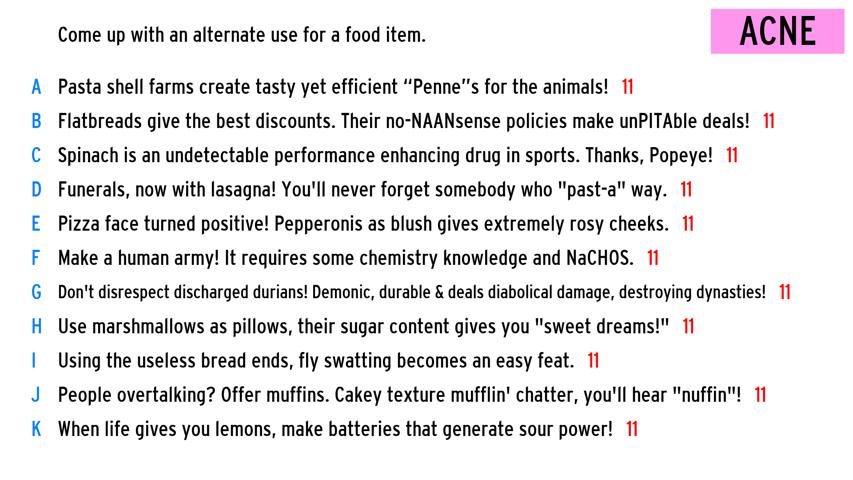 Come up with an alternate use for a food item.
ACNE
A Pasta shell farms create tasty yet efficient “Penne”s for the animals! 11
B Flatbreads give the best discounts. Their no-NAANsense policies make unPITAble deals! 11
C Spinach is an undetectable performance enhancing drug in sports. Thanks, Popeye! 11
D Funerals, now with lasagna! You'll never forget somebody who "past-a" way. 11
E Pizza face turned positive! Pepperonis as blush gives extremely rosy cheeks. 11
F Make a human army! It requires some chemistry knowledge and NaCHOS. 11
G Don't disrespect discharged durians! Demonic, durable & deals diabolical damage, destroying dynasties! 11
H Use marshmallows as pillows, their sugar content gives you "sweet dreams!" 11
I Using the useless bread ends, fly swatting becomes an easy feat. 11
J People overtalking? Offer muffins. Cakey texture mufflin' chatter, you'll hear "nuffin"! 11
K When life gives you lemons, make batteries that generate sour power! 11